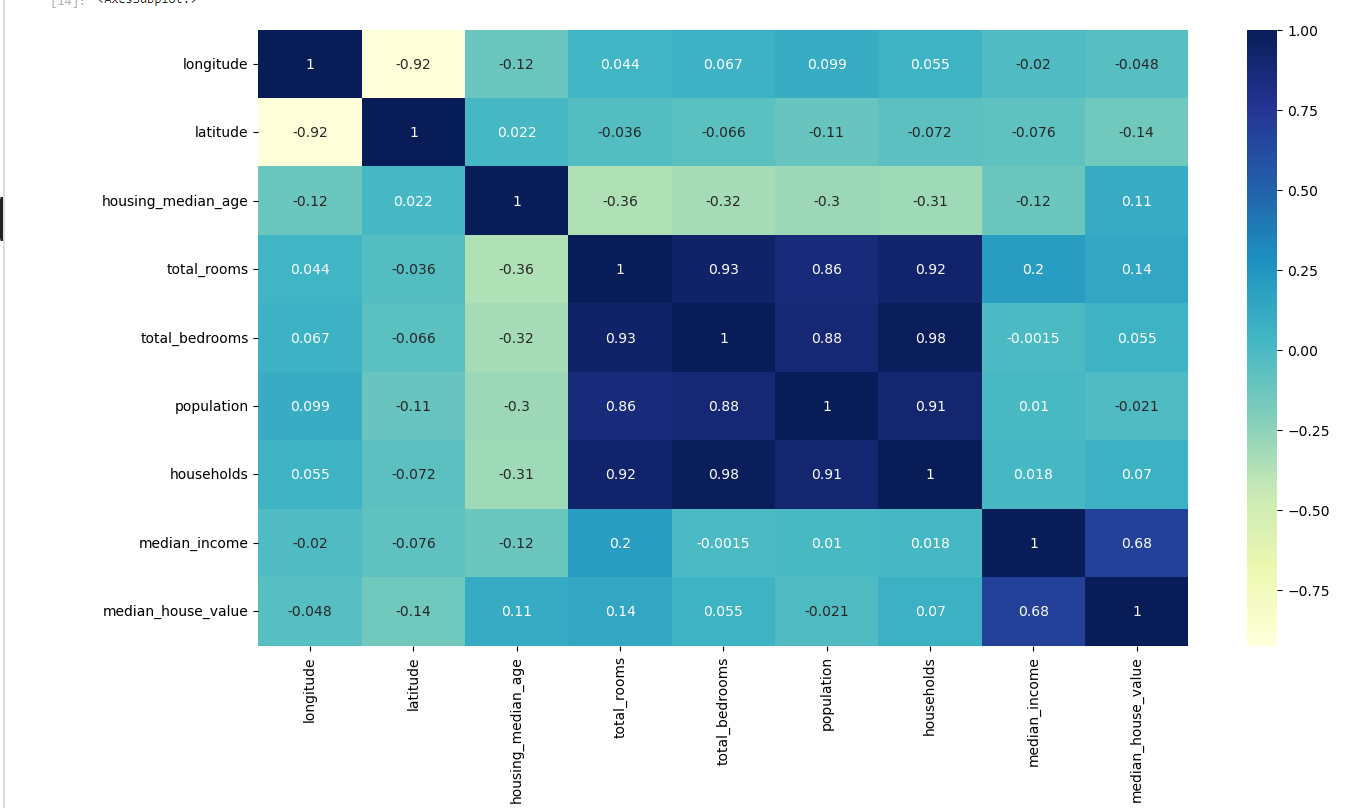 [14]: <AxesSubplot:>
longitude 1 -0.92 -0.12 0.044 0.067 0.099 0.055 -0.02 -0.048
latitude -0.92 1 0.022 -0.036 -0.066 -0.11 -0.072 -0.076 -0.14
housing_median_age -0.12 0.022 1 -0.36 -0.32 -0.3 -0.31 -0.12 0.11
total_rooms 0.044 -0.036 -0.36 1 0.93 0.86 0.92 0.2 0.14
total_bedrooms 0.067 -0.066 -0.32 0.93 1 0.88 0.98 -0.0015 0.055
population 0.099 -0.11 -0.3 0.86 0.88 1 0.91 0.01 -0.021
households 0.055 -0.072 -0.31 0.92 0.98 0.91 1 0.018 0.07
median_income -0.02 -0.076 -0.12 0.2 -0.0015 0.01 0.018 1 0.68
median_house_value -0.048 -0.14 0.11 0.14 0.055 -0.021 0.07 0.68 1
longitude
latitude
housing_median_age
total_rooms
total_bedrooms
population
households
median_income
median_house_value
1.00
0.75
0.50
0.25
0.00
−0.25
−0.50
−0.75